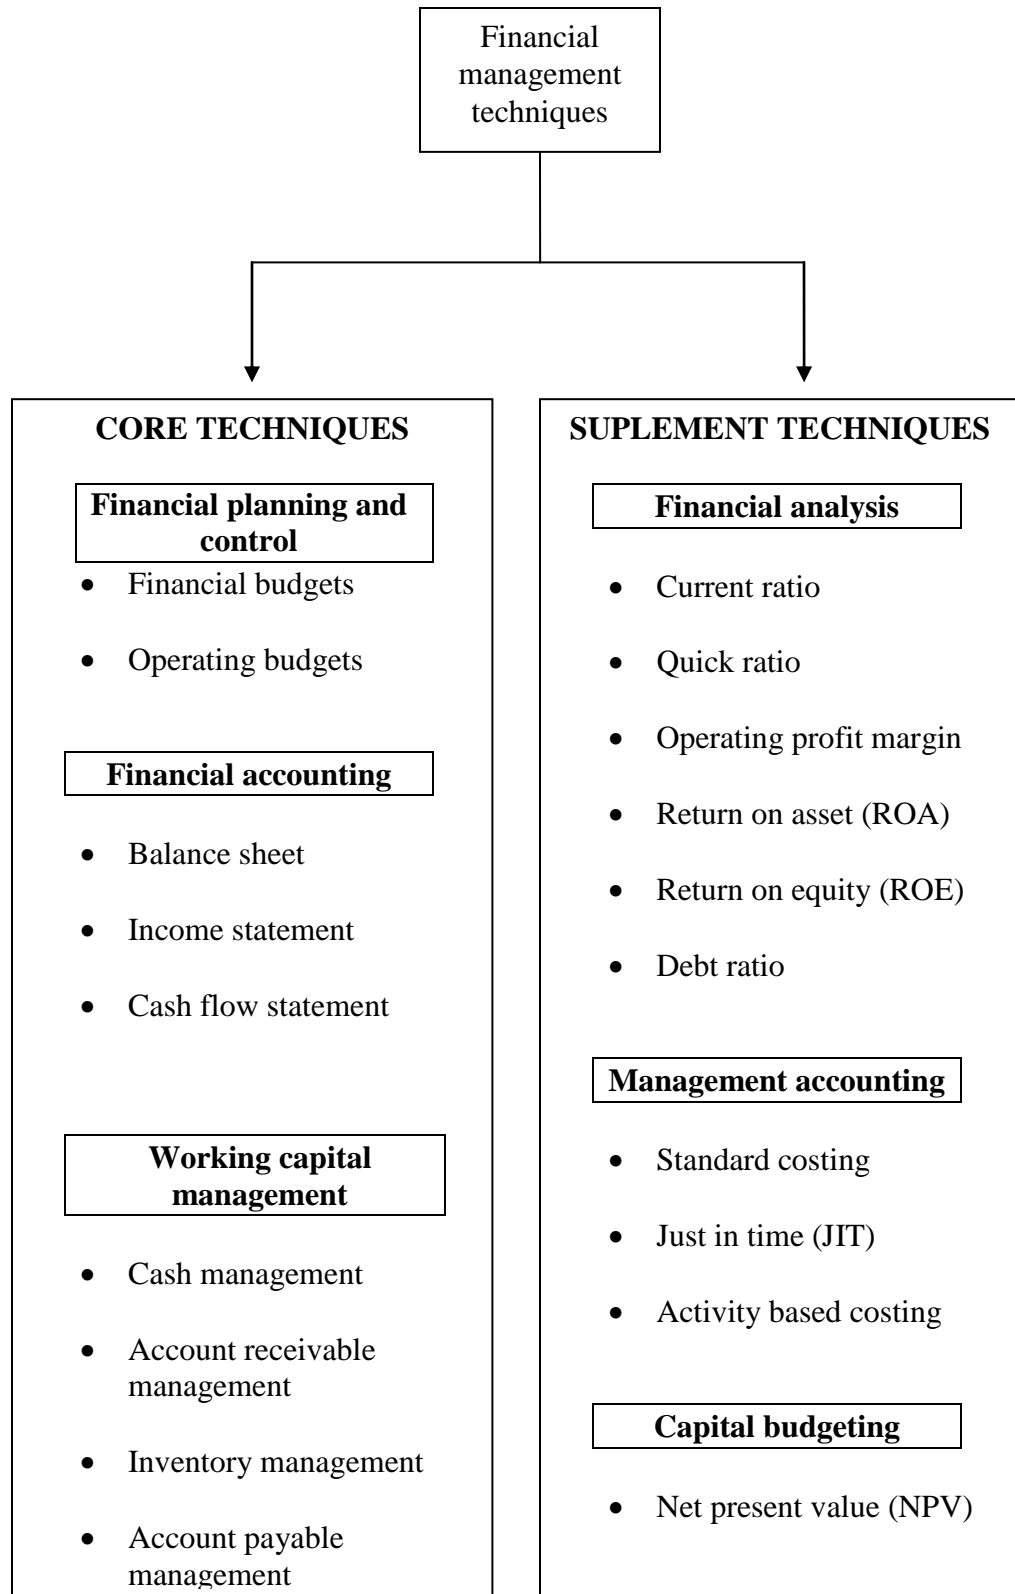 Financial
management
techniques
CORE TECHNIQUES
Financial planning and
control
• Financial budgets
• Operating budgets
Financial accounting
• Balance sheet
• Income statement
• Cash flow statement
Working capital
management
• Cash management
• Account receivable
management
• Inventory management
• Account payable
management
SUPLEMENT TECHNIQUES
Financial analysis
• Current ratio
• Quick ratio
• Operating profit margin
• Return on asset (ROA)
• Return on equity (ROE)
• Debt ratio
Management accounting
• Standard costing
• Just in time (JIT)
• Activity based costing
Capital budgeting
• Net present value (NPV)